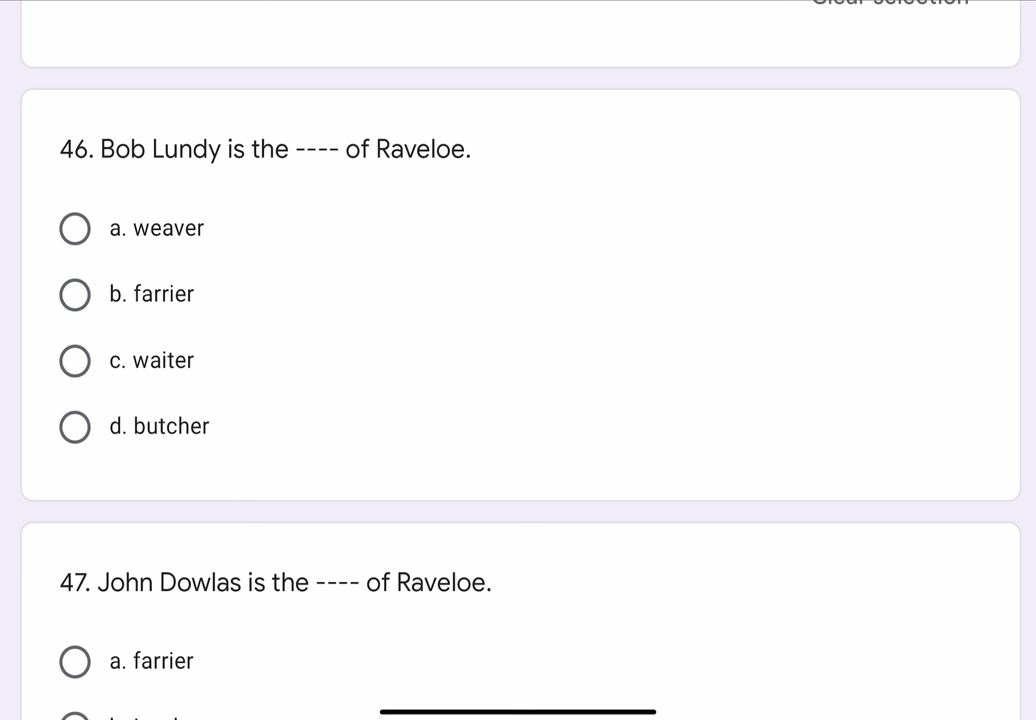 46. Bob Lundy is the ---- of Raveloe.
a. weaver
b. farrier
c. waiter
d. butcher
47. John Dowlas is the ---- of Raveloe.
a. farrier